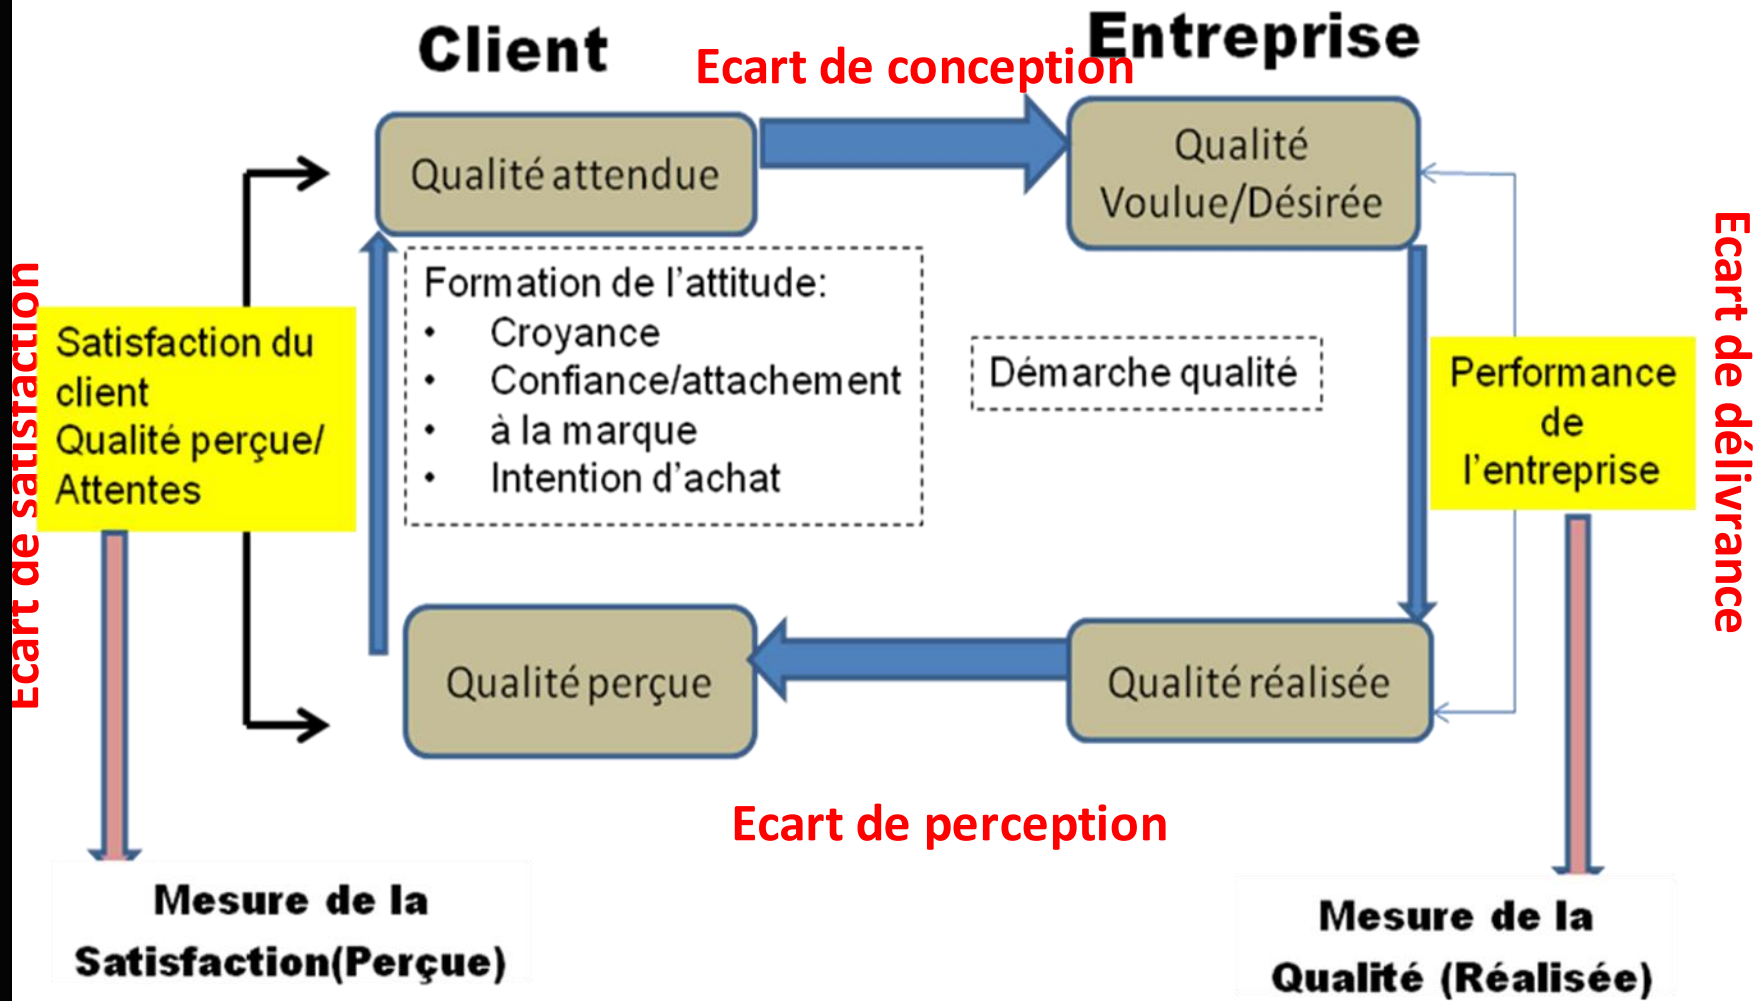 Client
Entreprise
Ecart de conception
Qualité attendue
Qualité
Voulue/Désirée
Formation de l'attitude:
• Croyance
• Confiance/attachement
• à la marque
• Intention d'achat
Démarche qualité
Satisfaction du
client
Qualité perçue/
Attentes
Performance
de
l'entreprise
Ecart de satisfaction
Ecart de délivrance
Qualité perçue
Qualité réalisée
Ecart de perception
Mesure de la
Satisfaction(Perçue)
Mesure de la
Qualité (Réalisée)